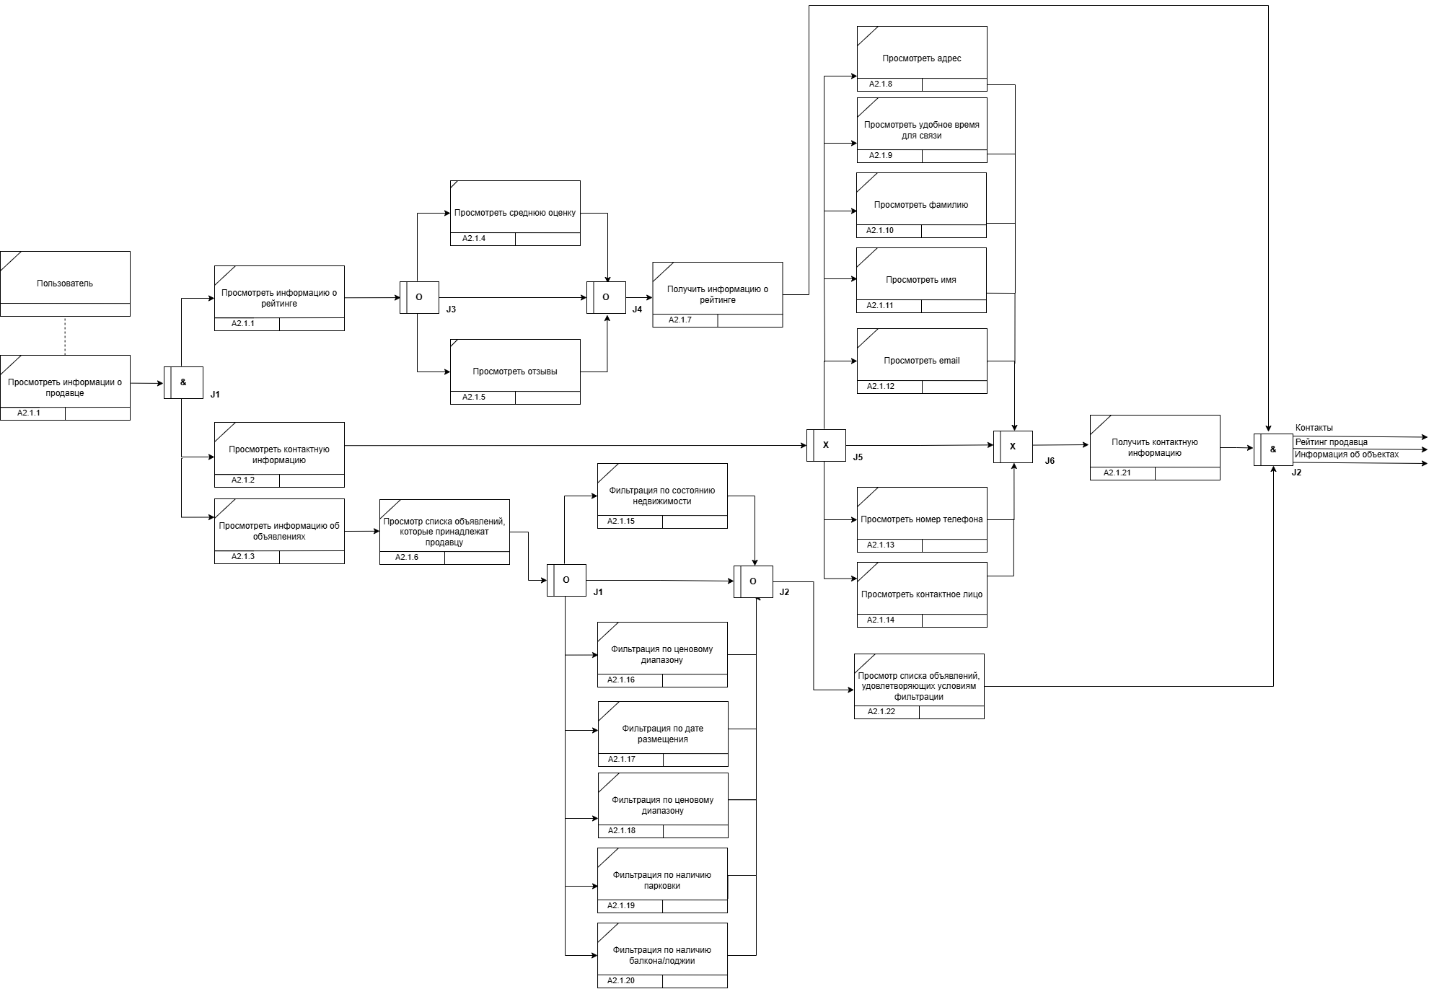 Пользователь
Просмотреть информации о
продавце
A2.1.1
&
J1
Просмотреть информацию о
рейтинге
A2.1.1
Просмотреть контактную
информацию
A2.1.2
Просмотреть информацию об
объявлениях
A2.1.3
O
J3
Просмотреть среднюю оценку
A2.1.4
Просмотреть отзывы
A2.1.5
O
J4
Получить информацию о
рейтинге
A2.1.7
Просмотр списка объявлений,
которые принадлежат
продавцу
A2.1.6
O
J1
Фильтрация по состоянию
недвижимости
A2.1.15
Фильтрация по ценовому
диапазону
A2.1.16
Фильтрация по дате
размещения
A2.1.17
Фильтрация по ценовому
диапазону
A2.1.18
Фильтрация по наличию
парковки
A2.1.19
Фильтрация по наличию
балкона/лоджии
A2.1.20
O
J2
X
J5
Просмотреть адрес
A2.1.8
Просмотреть удобное время
для связи
A2.1.9
Просмотреть фамилию
A2.1.10
Просмотреть имя
A2.1.11
Просмотреть email
A2.1.12
Просмотреть номер телефона
A2.1.13
Просмотреть контактное лицо
A2.1.14
Просмотр списка объявлений,
удовлетворяющих условиям
фильтрации
A2.1.22
X
J6
Получить контактную
информацию
A2.1.21
&
J2
Контакты
Рейтинг продавца
Информация об объектах